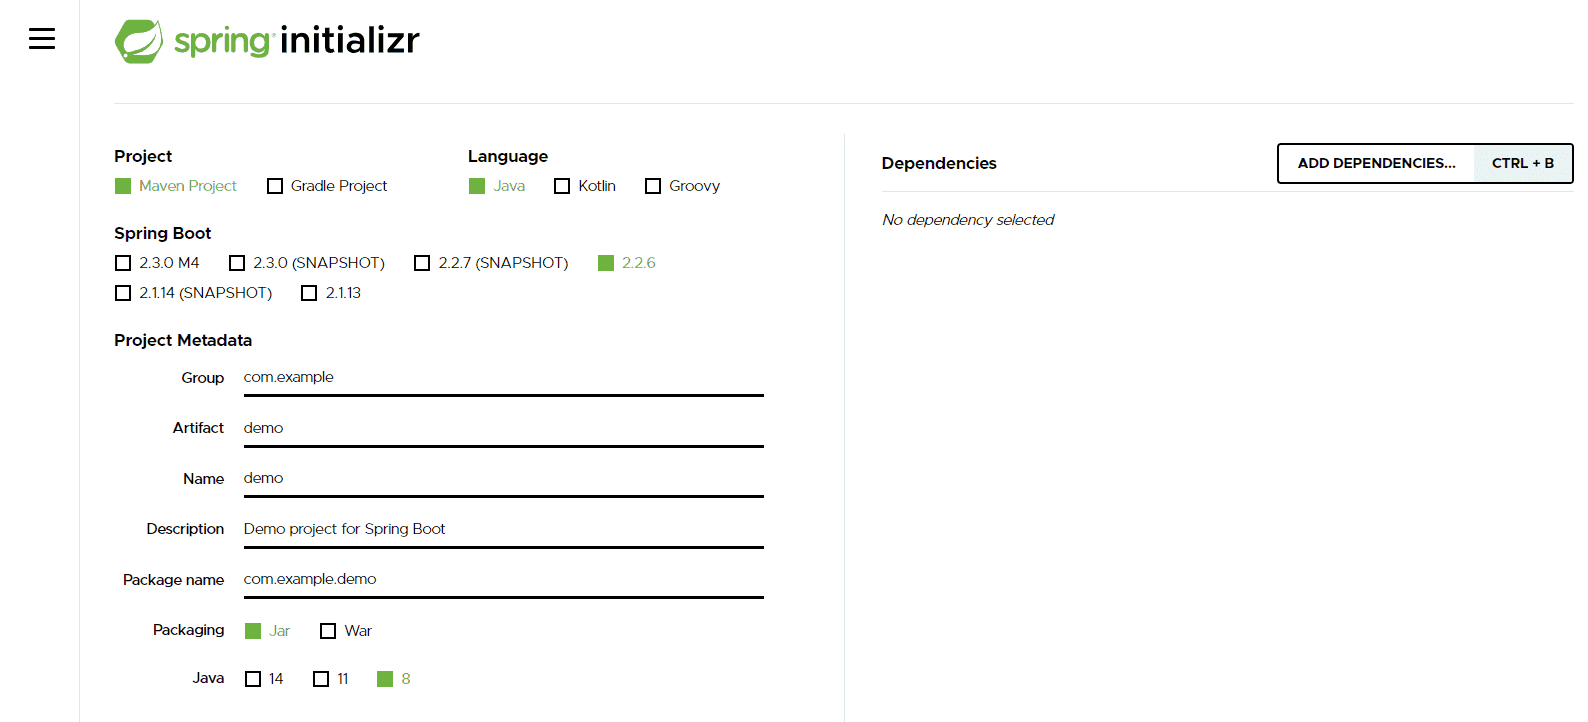 spring initializr
Project
Maven Project Gradle Project
Language
Java Kotlin Groovy
Spring Boot
2.3.0 M4 2.3.0 (SNAPSHOT) 2.2.7 (SNAPSHOT) 2.2.6
2.1.14 (SNAPSHOT) 2.1.13
Project Metadata
Group com.example
Artifact demo
Name demo
Description Demo project for Spring Boot
Package name com.example.demo
Packaging Jar War
Java 14 11 8
Dependencies ADD DEPENDENCIES... CTRL + B
No dependency selected